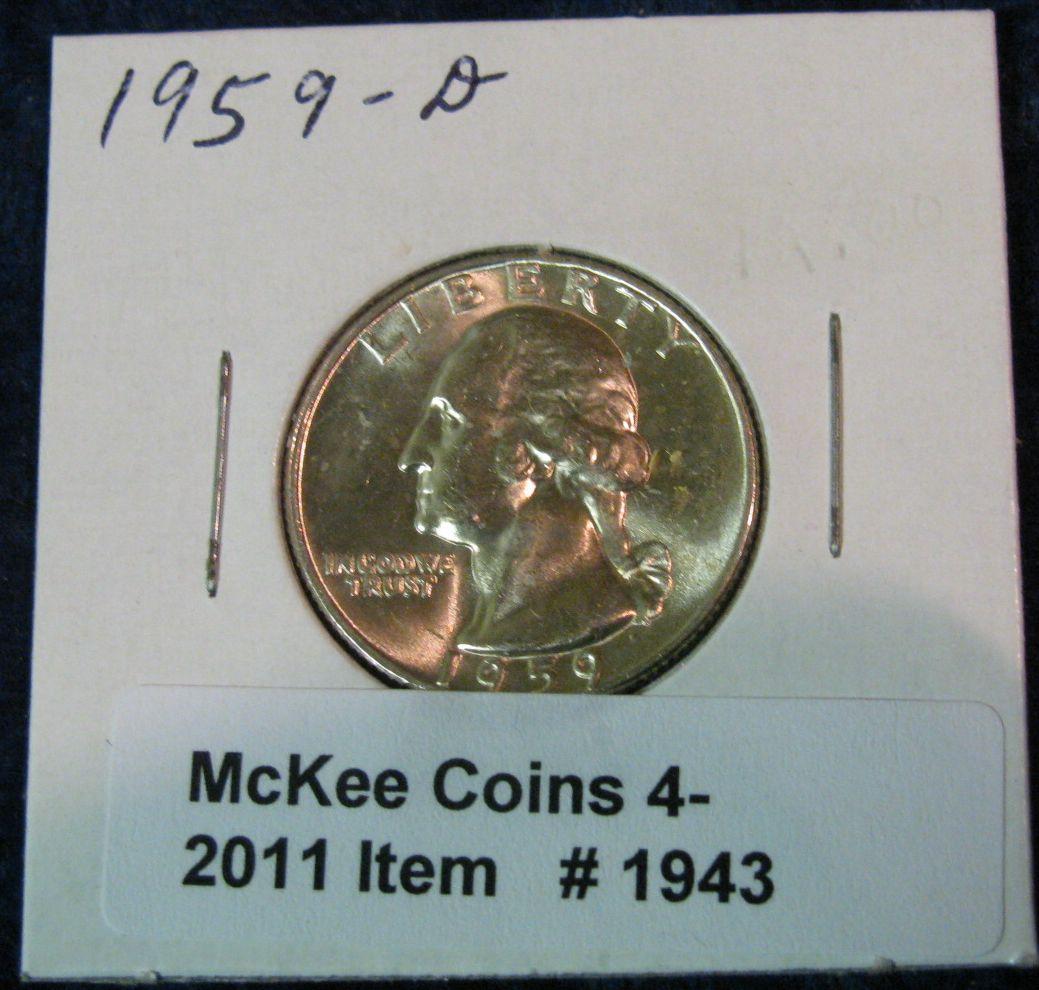 1959-D
LIBERTY
IN GOD WE
TRUST
1959
McKee Coins 4-
2011 Item # 1943